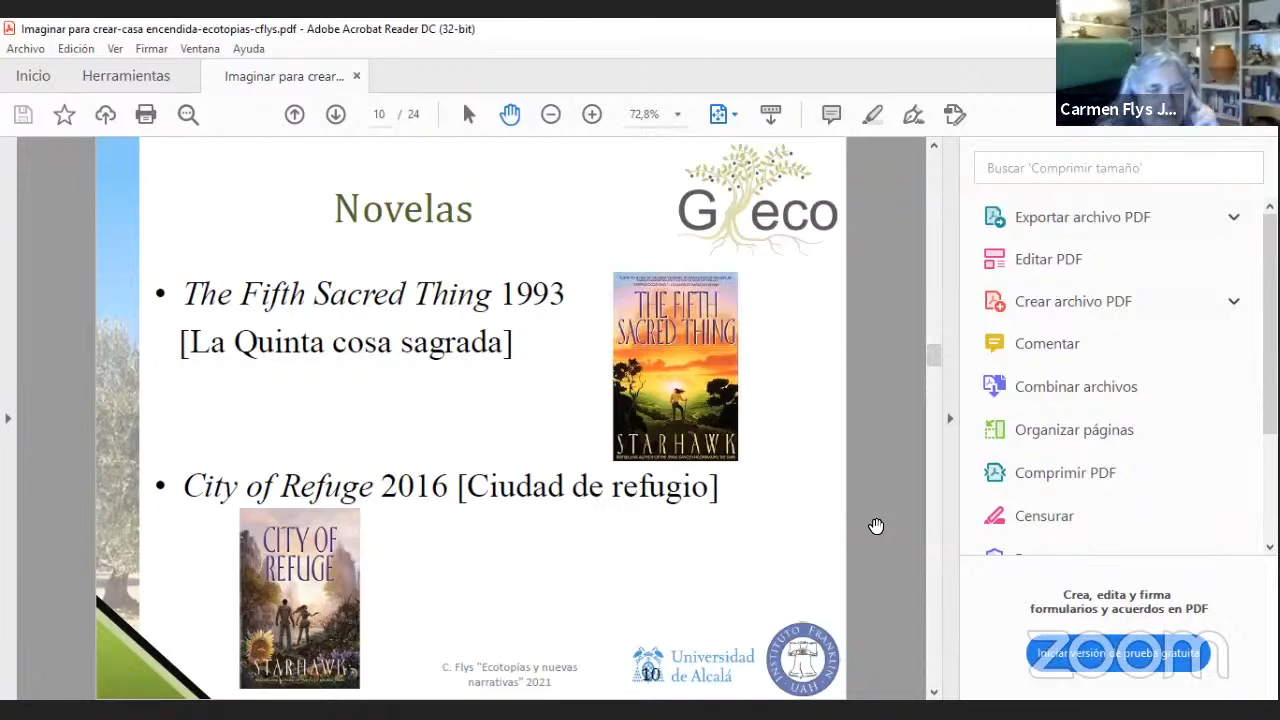 Imaginar para crear-casa encendida-ecotopias-cflys.pdf - Adobe Acrobat Reader DC (32-bit)
Archivo Edición Ver Firmar Ventana Ayuda
Inicio Herramientas Imaginar para crear... ×
10 / 24 72,8%
Carmen Flys J...
Buscar 'Comprimir tamaño'
Exportar archivo PDF
Editar PDF
Crear archivo PDF
Comentar
Combinar archivos
Organizar páginas
Comprimir PDF
Censurar
Crea, edita y firma
formularios y acuerdos en PDF
Iniciar versión de prueba gratuita
zoom
Novelas
G eco
• The Fifth Sacred Thing 1993
[La Quinta cosa sagrada]
THE FIFTH
SACRED THING
STARHAWK
• City of Refuge 2016 [Ciudad de refugio]
CITY OF
REFUGE
STARHAWK
C. Flys "Ecotopías y nuevas
narrativas" 2021
10
Universidad
de Alcalá
INSTITUTO FRANKLIN
UAH